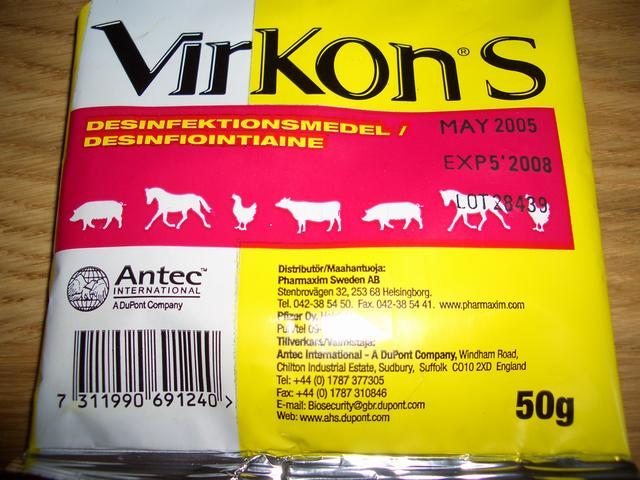 Virkon® S
DESINFEKTIONSMEDEL /
DESINFIOINTIAINE
MAY 2005
EXP5'2008
LOT28439
Antec™
INTERNATIONAL
A DuPont Company
7 311990 691240 >
Distributör/Maahantuoja:
Pharmaxim Sweden AB
Stenbrovägen 32, 253 68 Helsingborg.
Tel. 042-38 54 50. Fax. 042-38 54 41. www.pharmaxim.com
Pfizer Oy,
09-
Tillverkare/Valmistaja:
Antec International - A DuPont Company, Windham Road,
Chilton Industrial Estate, Sudbury, Suffolk CO10 2XD England
Tel: +44 (0) 1787 377305
Fax: +44 (0) 1787 310846
E-mail: Biosecurity@gbr.dupont.com
Web: www.ahs.dupont.com
50g